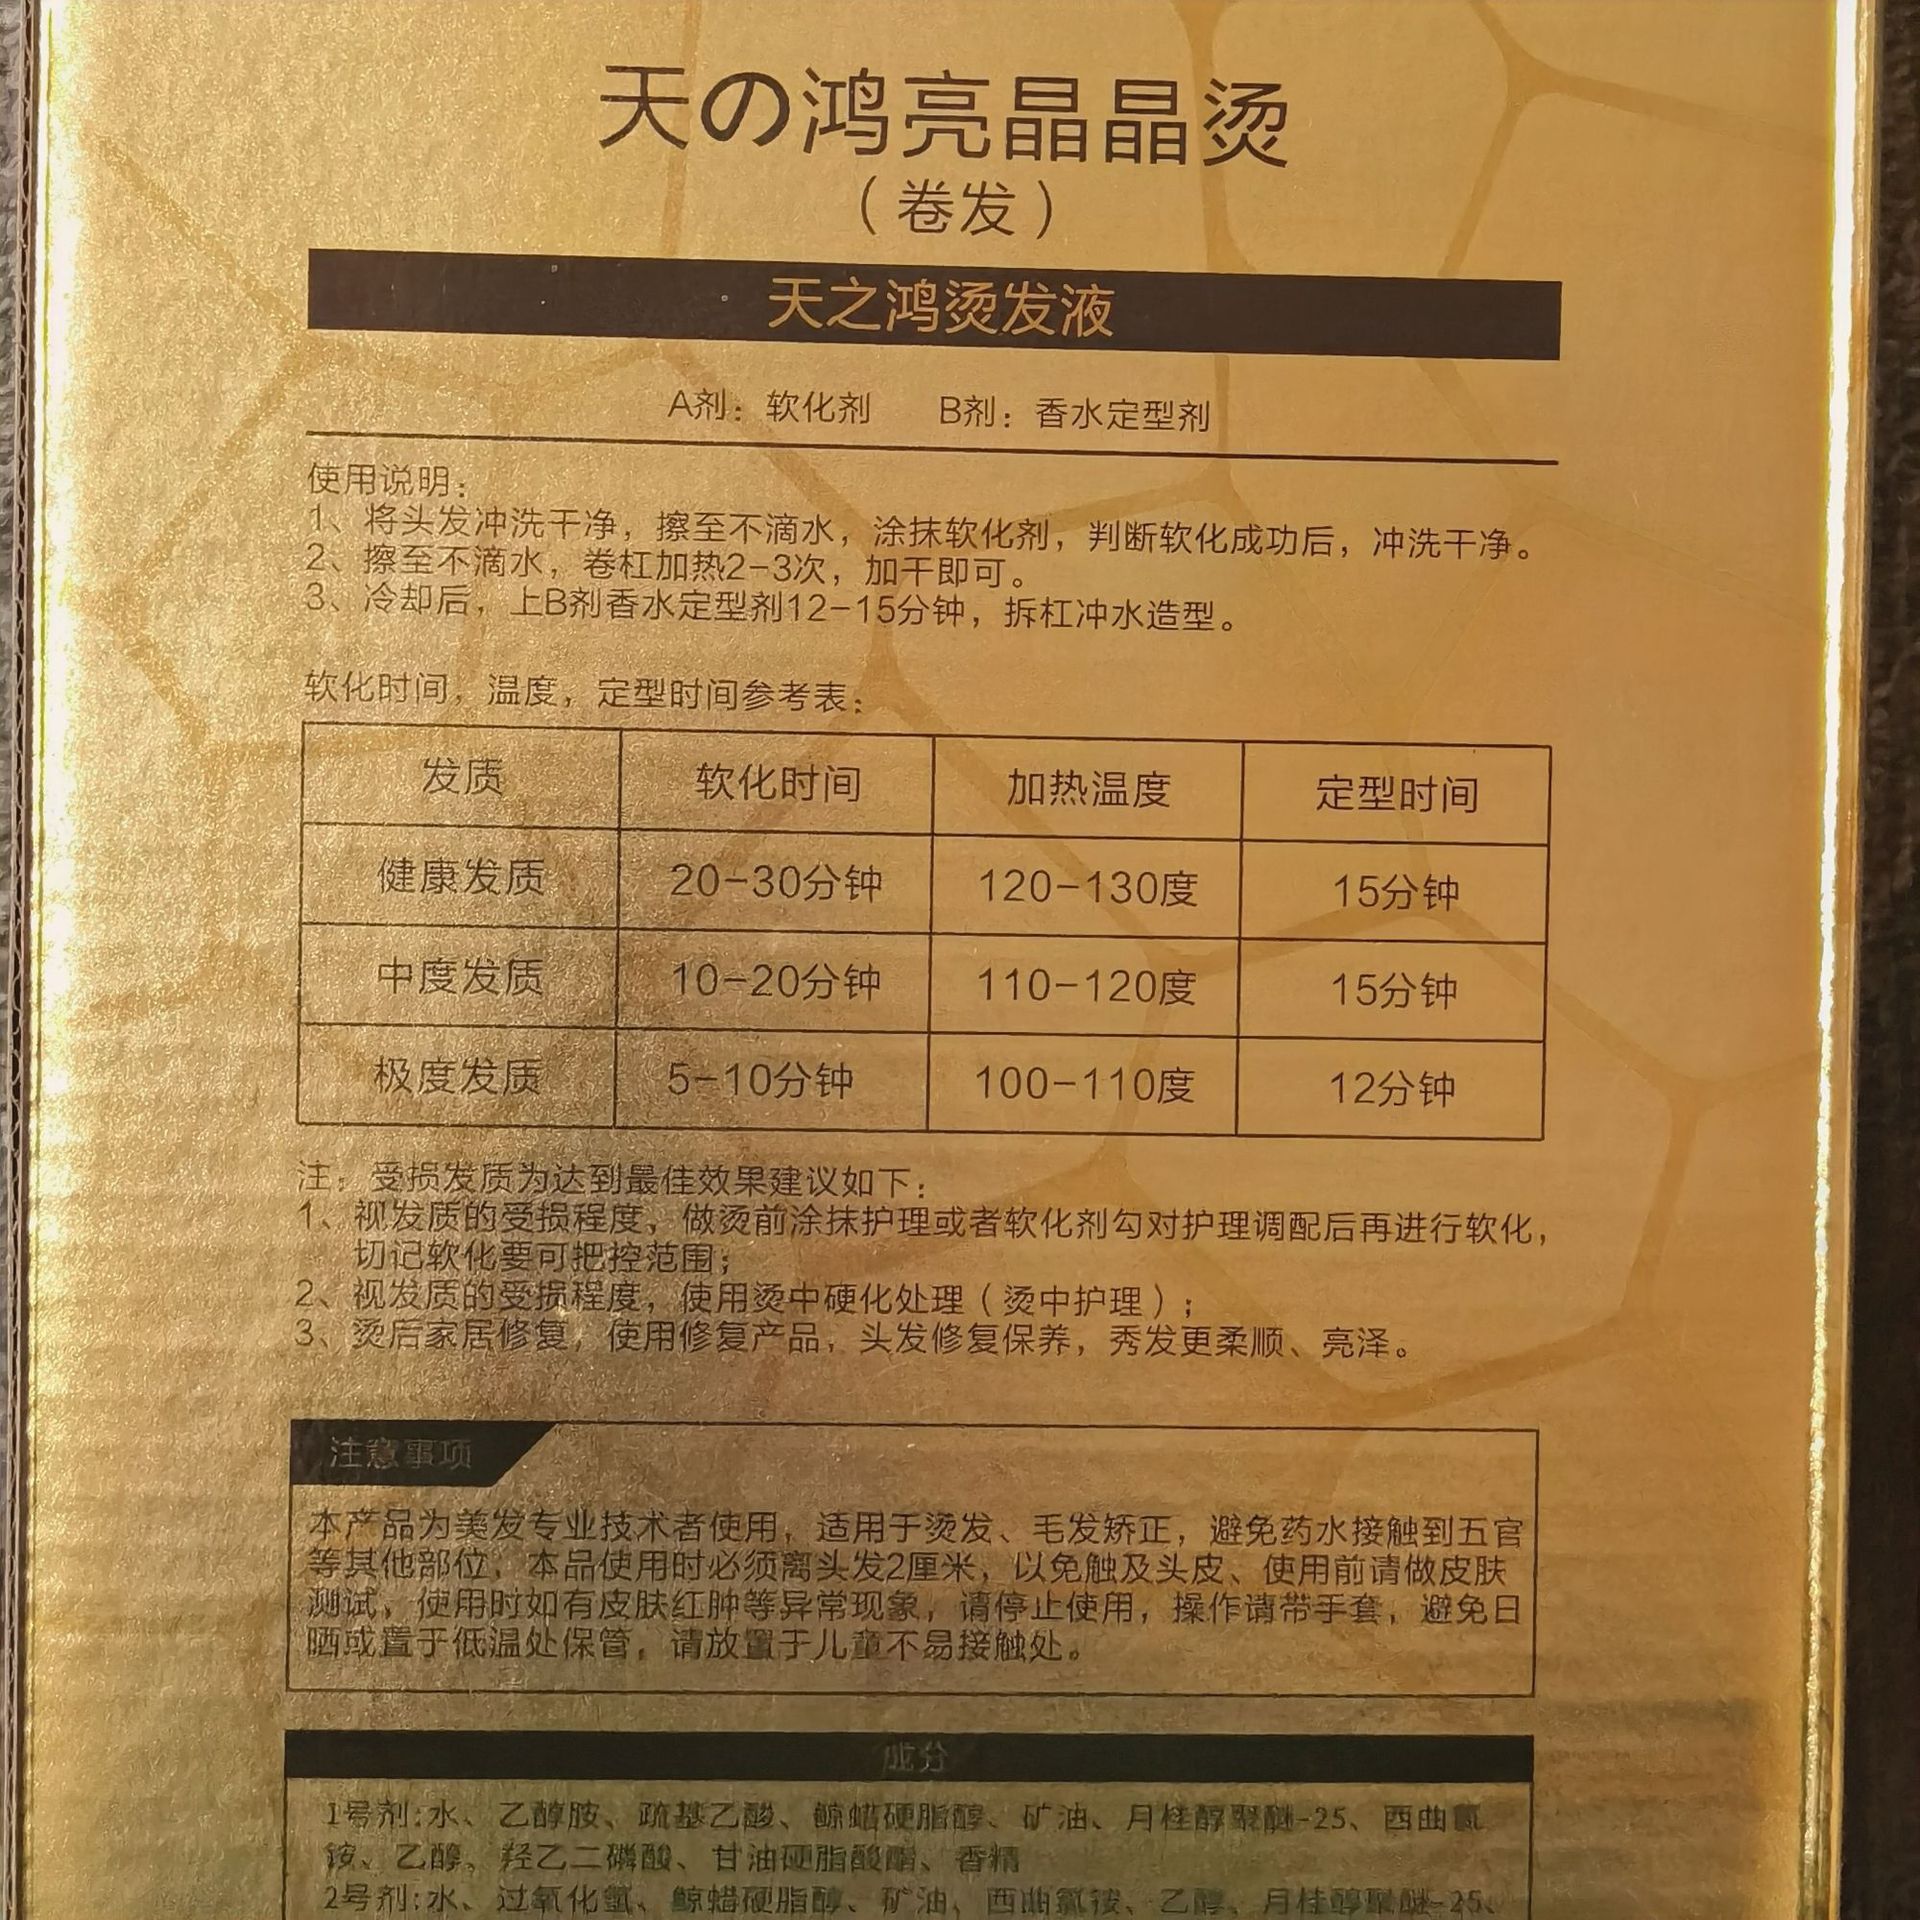 天の鸿亮晶晶烫
（卷发）
天之鸿烫发液
A剂：软化剂 B剂：香水定型剂
使用说明：
1、将头发冲洗干净，擦至不滴水，涂抹软化剂，判断软化成功后，冲洗干净。
2、擦至不滴水，卷杠加热2-3次，加干即可。
3、冷却后，上B剂香水定型剂12-15分钟，拆杠冲水造型。
软化时间，温度，定型时间参考表：
发质 软化时间 加热温度 定型时间
健康发质 20-30分钟 120-130度 15分钟
中度发质 10-20分钟 110-120度 15分钟
极度发质 5-10分钟 100-110度 12分钟
注：受损发质为达到最佳效果建议如下：
1、视发质的受损程度，做烫前涂抹护理或者软化剂勾对护理调配后再进行软化，
切记软化要可把控范围；
2、视发质的受损程度，使用烫中硬化处理（烫中护理）；
3、烫后家居修复，使用修复产品，头发修复保养，秀发更柔顺、亮泽。
注意事项
本产品为美发专业技术者使用，适用于烫发、毛发矫正，避免药水接触到五官
等其他部位，本品使用时必须离头发2厘米，以免触及头皮、使用前请做皮肤
测试，使用时如有皮肤红肿等异常现象，请停止使用，操作请带手套，避免日
晒或置于低温处保管，请放置于儿童不易接触处。
成分
1号剂:水、乙醇胺、巯基乙酸、鲸蜡硬脂醇、矿油、月桂醇聚醚-25、西曲氯
铵、乙醇、羟乙二磷酸、甘油硬脂酸酯、香精
2号剂:水、过氧化氢、鲸蜡硬脂醇、矿油、西曲氯铵、乙醇、月桂醇聚醚-25、